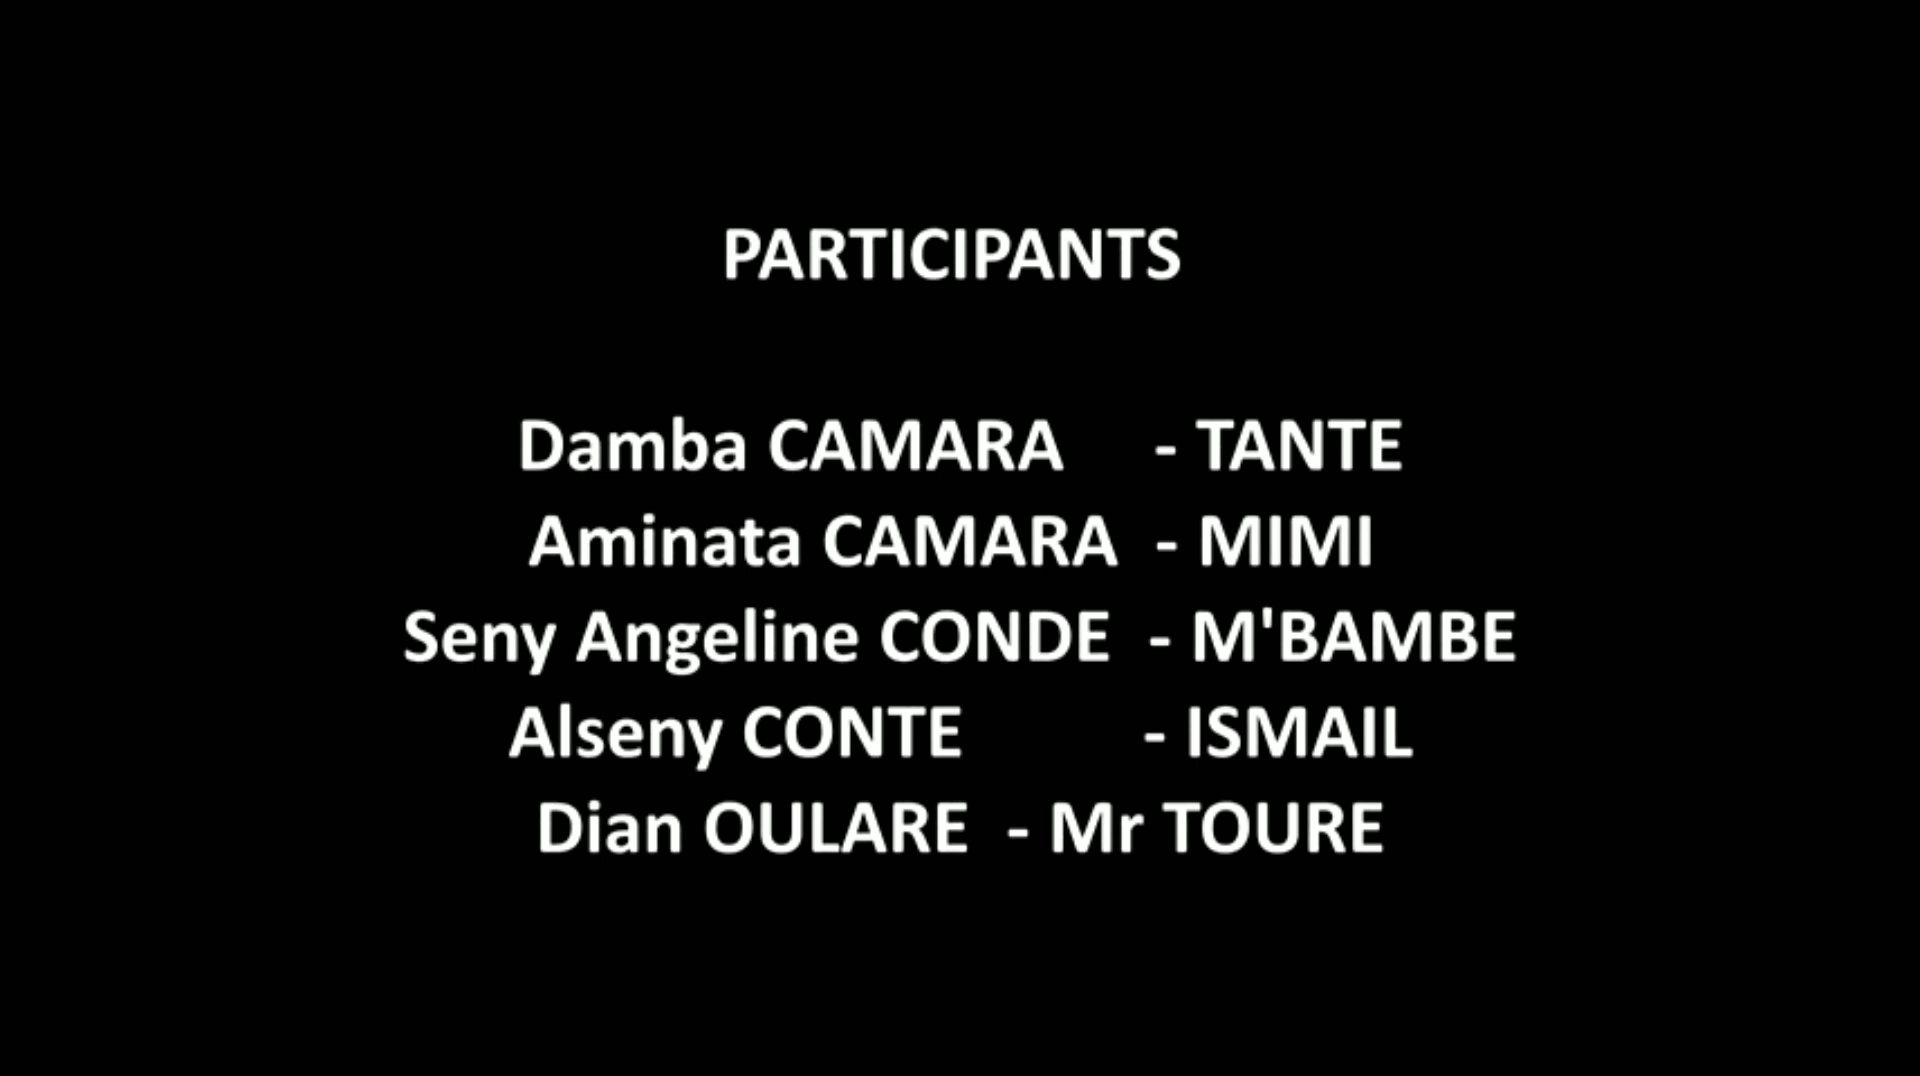 PARTICIPANTS
Damba CAMARA - TANTE
Aminata CAMARA - MIMI
Seny Angeline CONDE - M'BAMBE
Alseny CONTE - ISMAIL
Dian OULARE - Mr TOURE